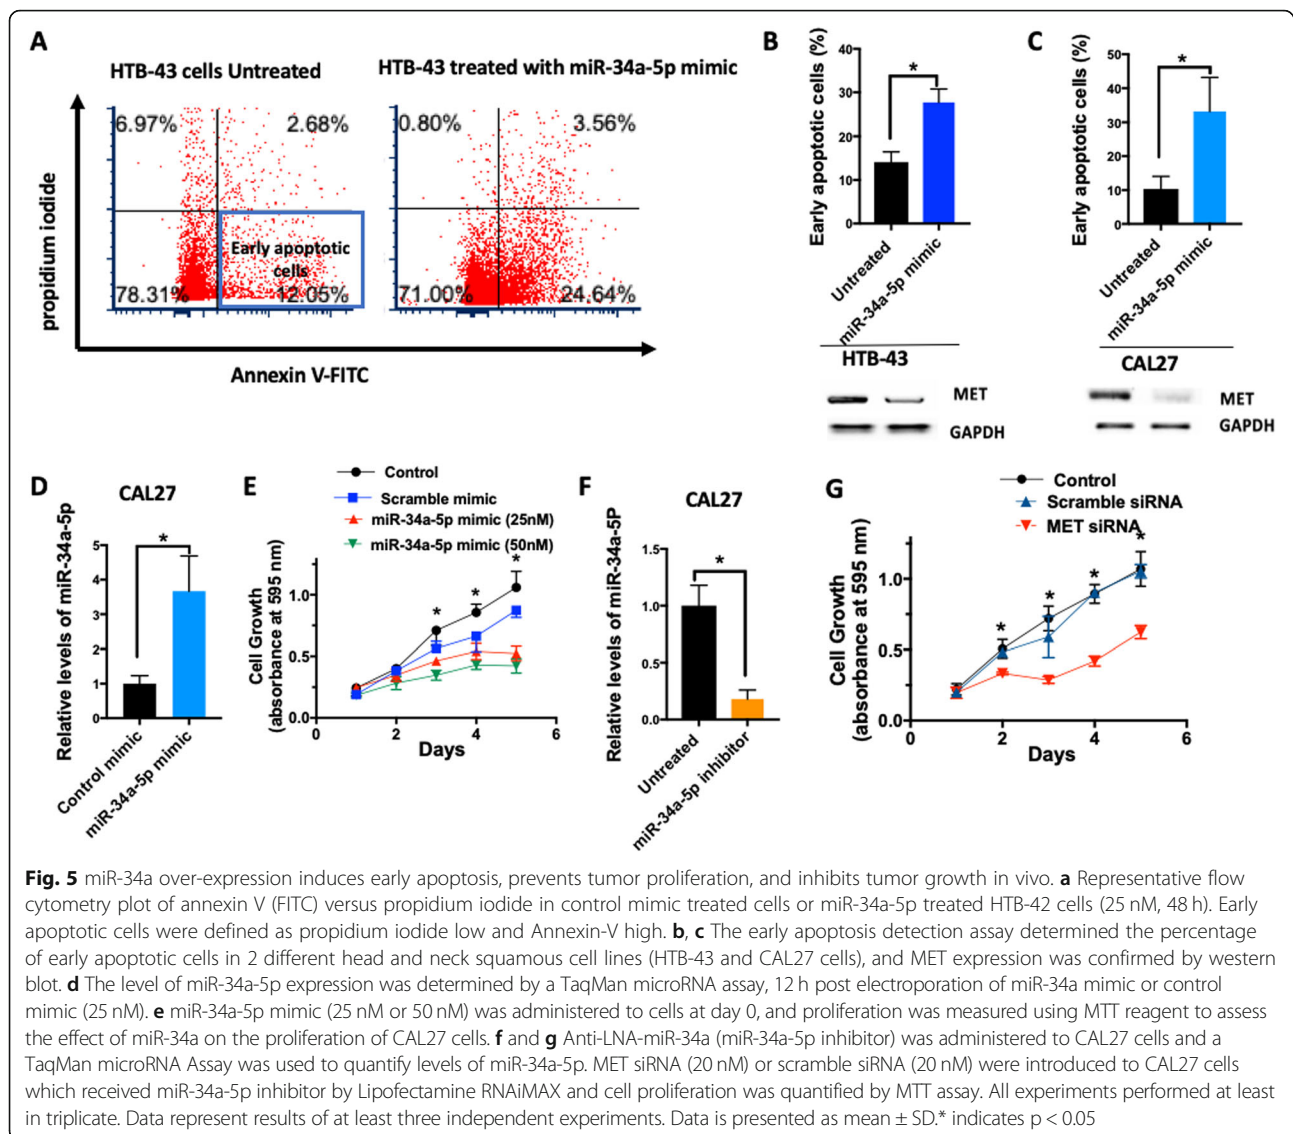 A
HTB-43 cells Untreated
HTB-43 treated with miR-34a-5p mimic
6.97%
2.68%
0.80%
3.56%
Early apoptotic
cells
78.31%
12.05%
71.00%
24.64%
propidium iodide
Annexin V-FITC
B
Early apoptotic cells (%)
40
30
20
10
0
*
Untreated
miR-34a-5p mimic
HTB-43
MET
GAPDH
C
Early apoptotic cells (%)
50
40
30
20
10
0
*
Untreated
miR-34a-5p mimic
CAL27
MET
GAPDH
D
CAL27
Relative levels of miR-34a-5p
5
4
3
2
1
0
*
Control mimic
miR-34a-5p mimic
E
Control
Scramble mimic
miR-34a-5p mimic (25nM)
miR-34a-5p mimic (50nM)
Cell Growth
(absorbance at 595 nm)
1.0
0.5
0.0
* * *
0 2 4 6
Days
F
CAL27
Relative levels of miR-34a-5P
1.5
1.0
0.5
0.0
*
Untreated
miR-34a-5p inhibitor
G
Control
Scramble siRNA
MET siRNA
Cell Growth
(absorbance at 595 nm)
1.0
0.5
0.0
* * * *
0 2 4 6
Days
Fig. 5 miR-34a over-expression induces early apoptosis, prevents tumor proliferation, and inhibits tumor growth in vivo. a Representative flow
cytometry plot of annexin V (FITC) versus propidium iodide in control mimic treated cells or miR-34a-5p treated HTB-42 cells (25 nM, 48 h). Early
apoptotic cells were defined as propidium iodide low and Annexin-V high. b, c The early apoptosis detection assay determined the percentage
of early apoptotic cells in 2 different head and neck squamous cell lines (HTB-43 and CAL27 cells), and MET expression was confirmed by western
blot. d The level of miR-34a-5p expression was determined by a TaqMan microRNA assay, 12 h post electroporation of miR-34a mimic or control
mimic (25 nM). e miR-34a-5p mimic (25 nM or 50 nM) was administered to cells at day 0, and proliferation was measured using MTT reagent to assess
the effect of miR-34a on the proliferation of CAL27 cells. f and g Anti-LNA-miR-34a (miR-34a-5p inhibitor) was administered to CAL27 cells and a
TaqMan microRNA Assay was used to quantify levels of miR-34a-5p. MET siRNA (20 nM) or scramble siRNA (20 nM) were introduced to CAL27 cells
which received miR-34a-5p inhibitor by Lipofectamine RNAiMAX and cell proliferation was quantified by MTT assay. All experiments performed at least
in triplicate. Data represent results of at least three independent experiments. Data is presented as mean ± SD.* indicates p < 0.05